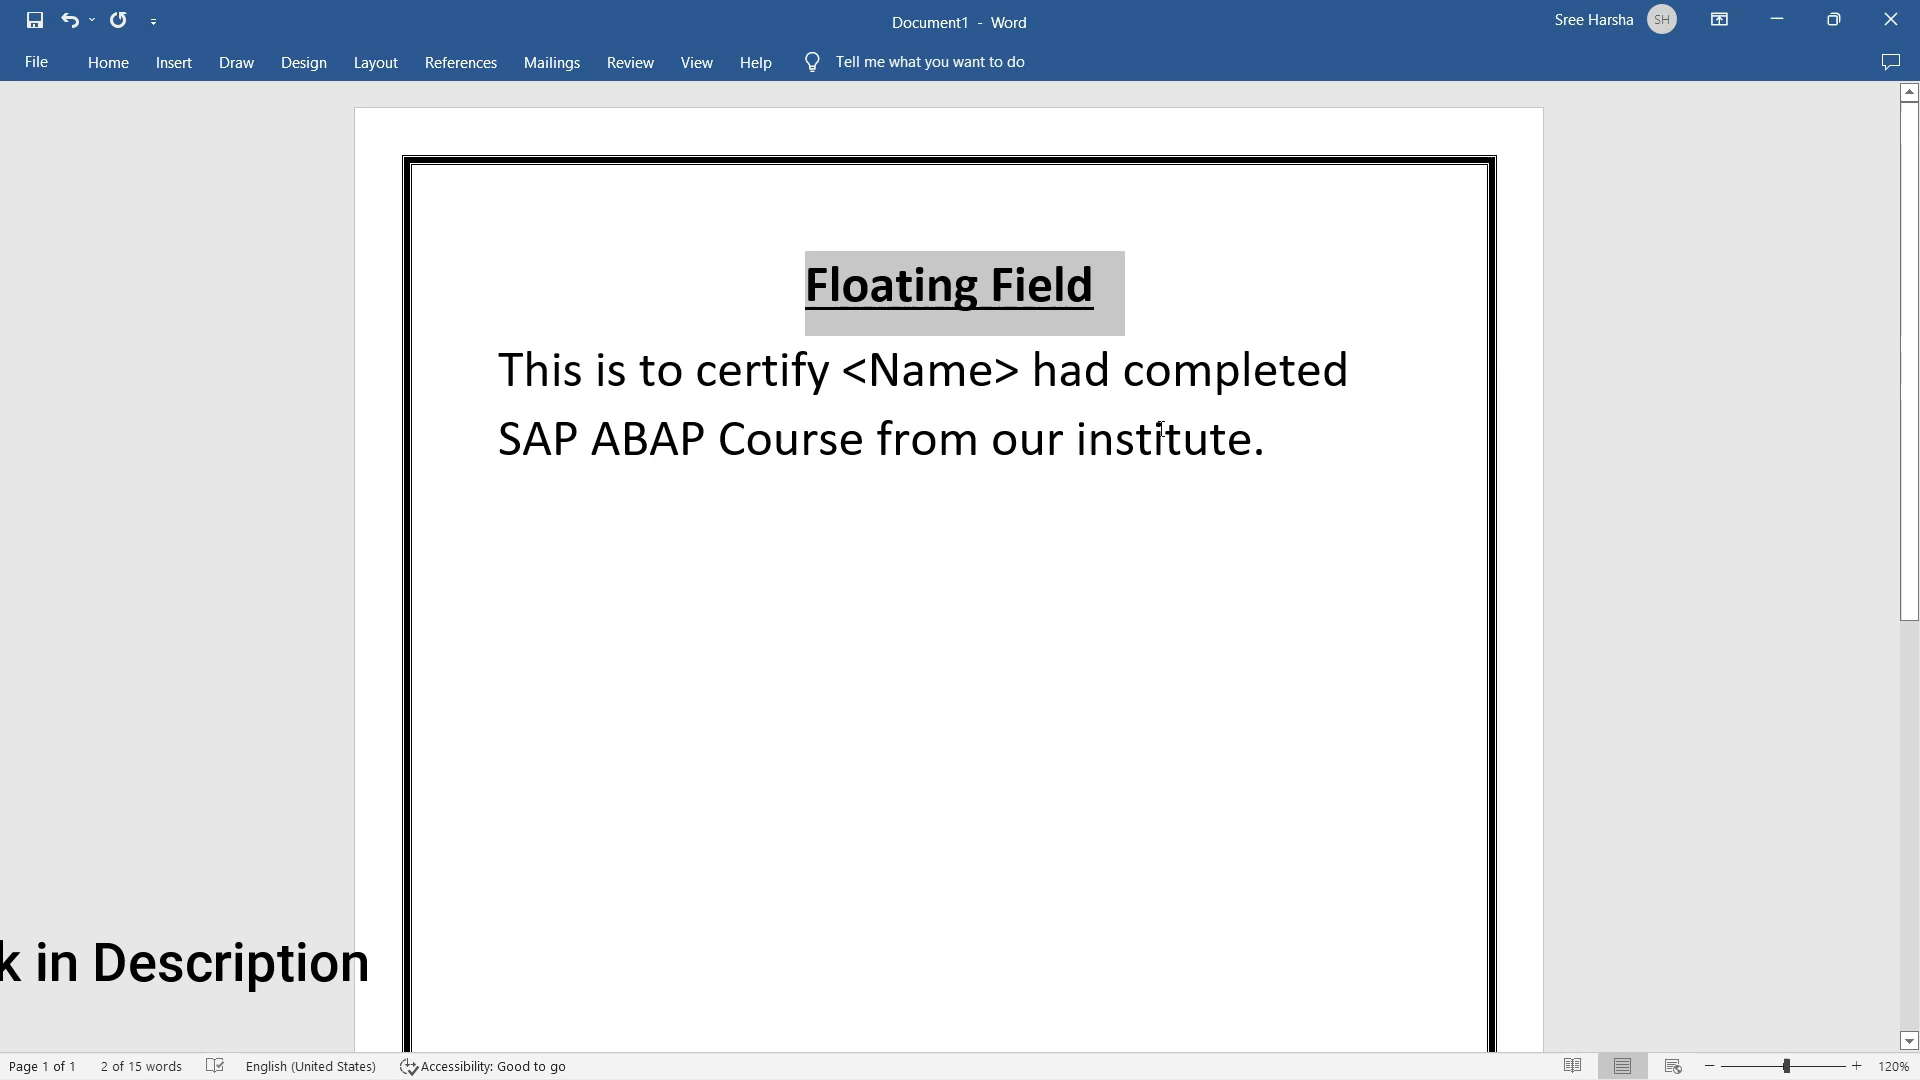 Document1 - Word
Sree Harsha SH
File Home Insert Draw Design Layout References Mailings Review View Help Tell me what you want to do
Floating Field
This is to certify <Name> had completed
SAP ABAP Course from our institute.
k in Description
Page 1 of 1 2 of 15 words English (United States) Accessibility: Good to go 120%